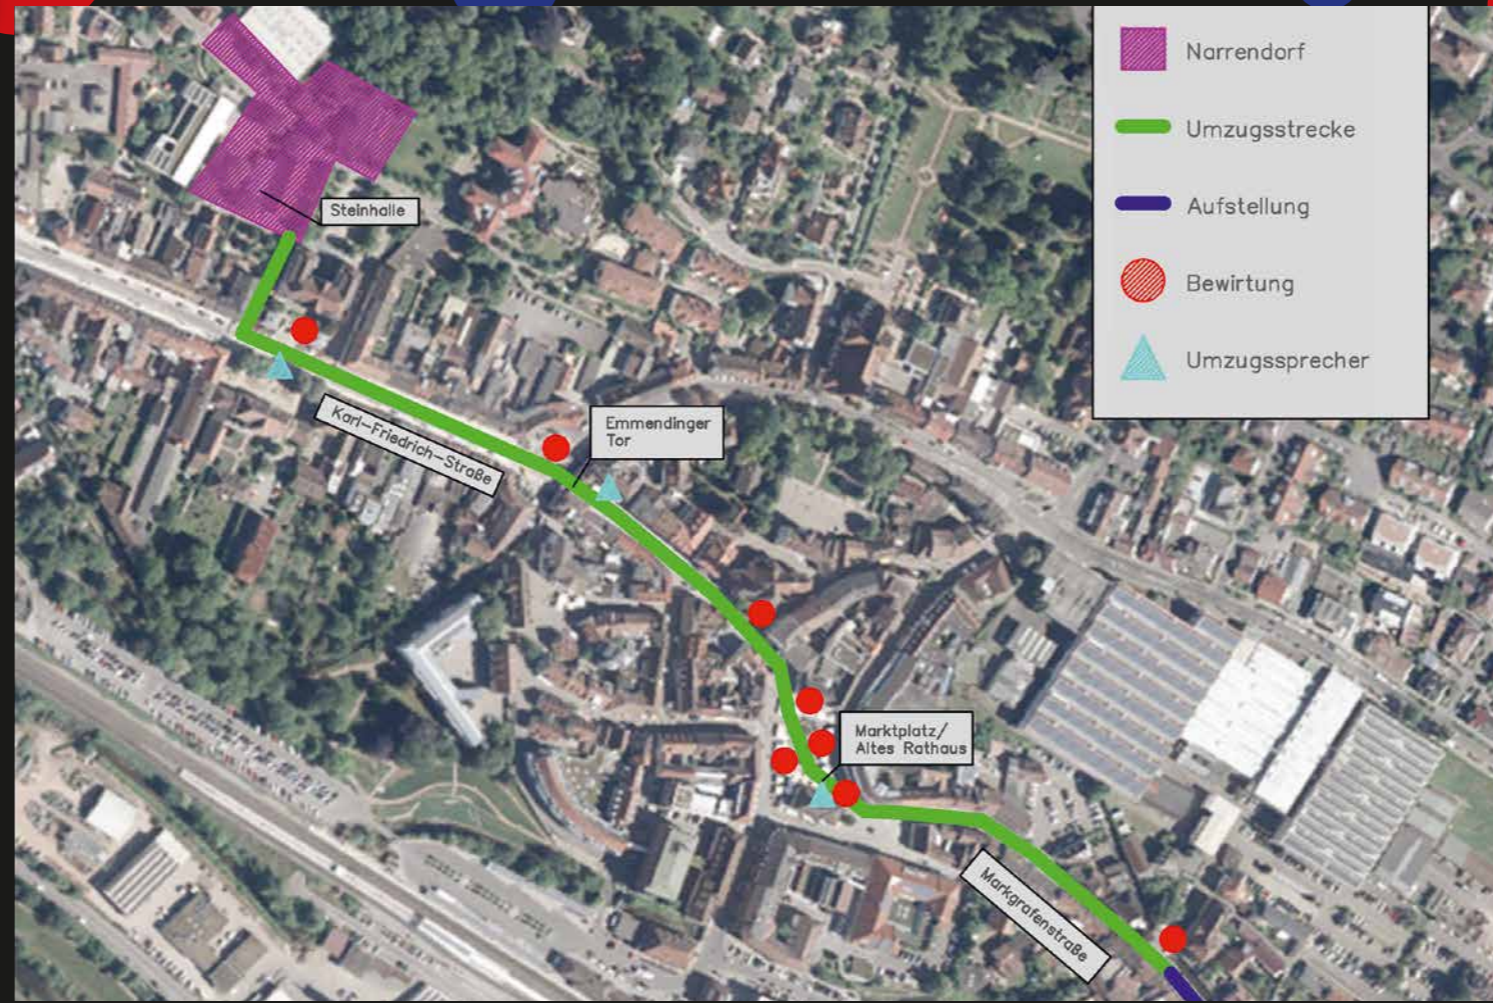 Narrendorf
Umzugsstrecke
Aufstellung
Bewirtung
Umzugssprecher
Steinhalle
Karl-Friedrich-Straße
Emmendinger
Tor
Marktplatz/
Altes Rathaus
Markgrafenstraße